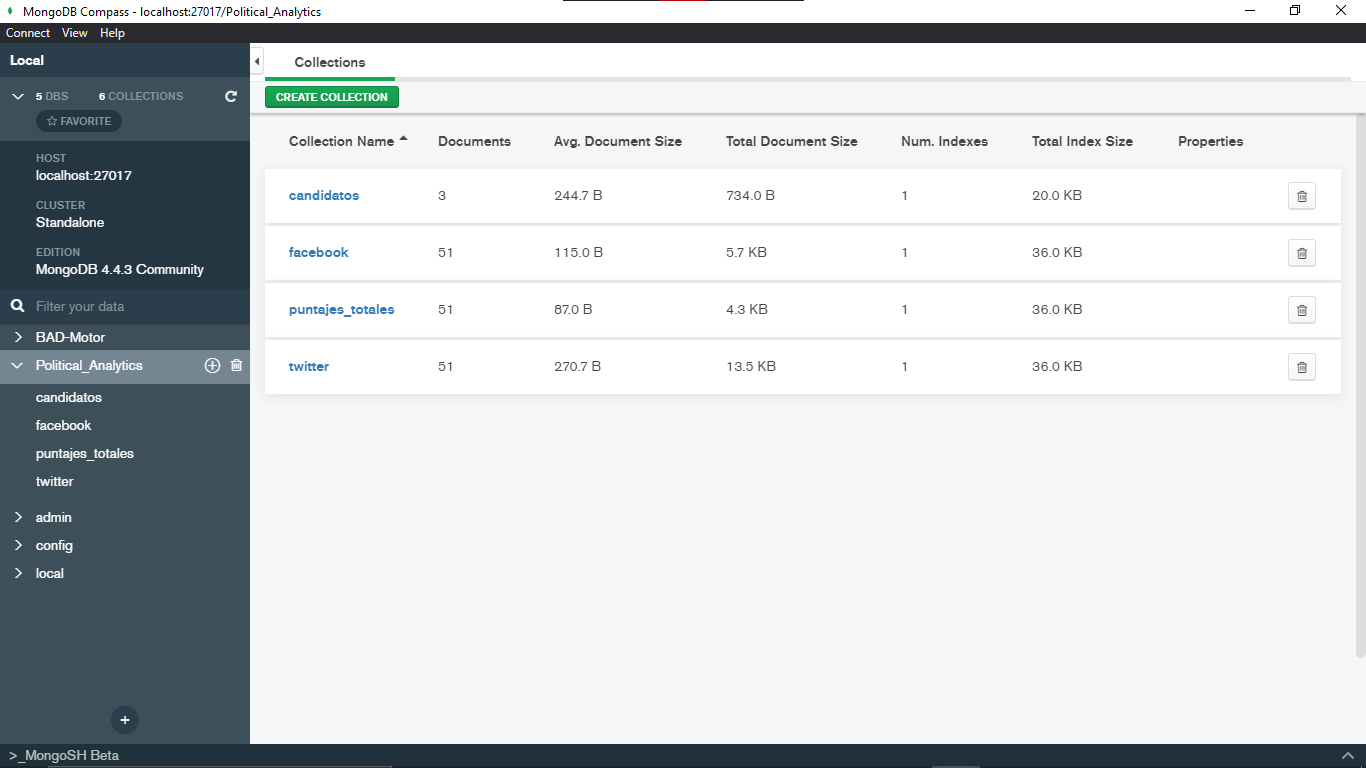 MongoDB Compass - localhost:27017/Political_Analytics
Connect View Help
Local
5 DBS 6 COLLECTIONS
FAVORITE
HOST
localhost:27017
CLUSTER
Standalone
EDITION
MongoDB 4.4.3 Community
Filter your data
BAD-Motor
Political_Analytics
candidatos
facebook
puntajes_totales
twitter
admin
config
local
Collections
CREATE COLLECTION
Collection Name Documents Avg. Document Size Total Document Size Num. Indexes Total Index Size Properties
candidatos 3 244.7 B 734.0 B 1 20.0 KB
facebook 51 115.0 B 5.7 KB 1 36.0 KB
puntajes_totales 51 87.0 B 4.3 KB 1 36.0 KB
twitter 51 270.7 B 13.5 KB 1 36.0 KB
>_MongoSH Beta